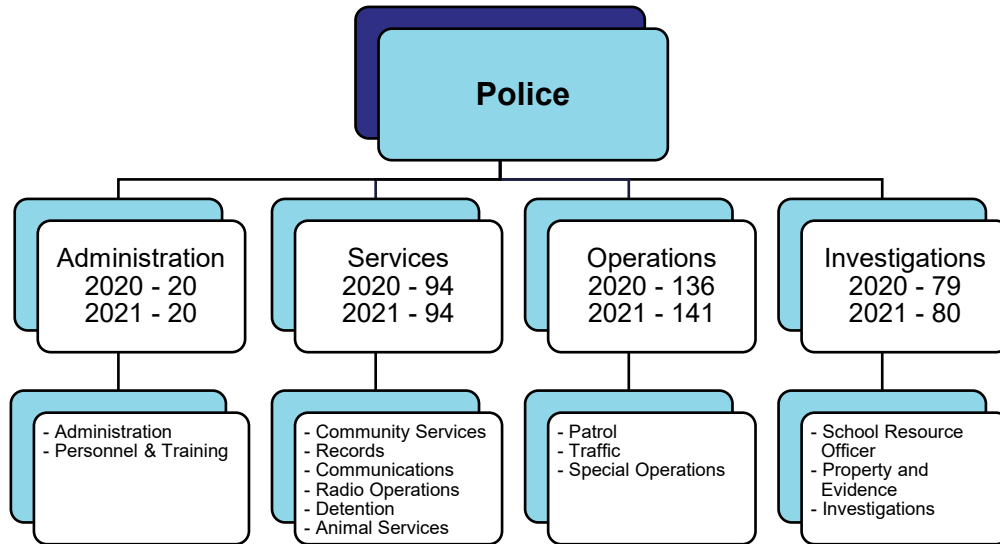 Police
Administration
2020 - 20
2021 - 20
Services
2020 - 94
2021 - 94
Operations
2020 - 136
2021 - 141
Investigations
2020 - 79
2021 - 80
- Administration
- Personnel & Training
- Community Services
- Records
- Communications
- Radio Operations
- Detention
- Animal Services
- Patrol
- Traffic
- Special Operations
- School Resource
Officer
- Property and
Evidence
- Investigations